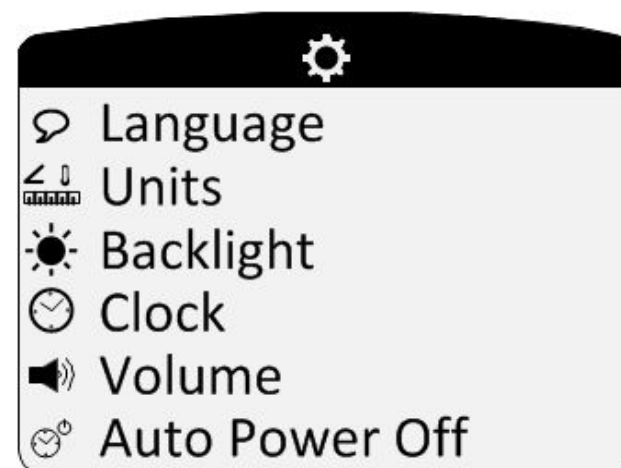 Language
Units
Backlight
Clock
Volume
Auto Power Off